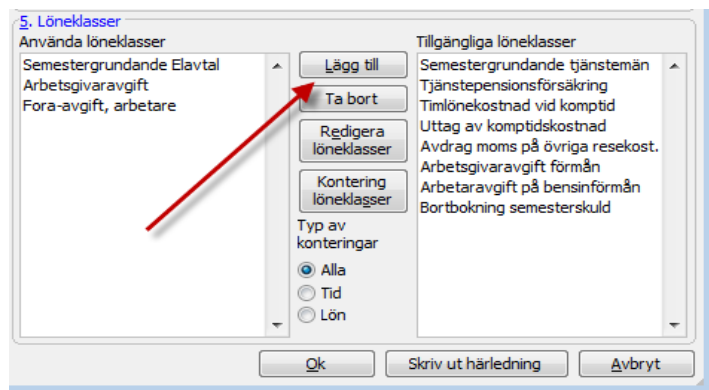 5. Löneklasser
Använda löneklasser
Semestergrundande Elavtal
Arbetsgivaravgift
Fora-avgift, arbetare
Lägg till
Ta bort
Redigera
löneklasser
Kontering
löneklasser
Typ av
konteringar
Alla
Tid
Lön
Tillgängliga löneklasser
Semestergrundande tjänstemän
Tjänstepensionsförsäkring
Timlönekostnad vid komptid
Uttag av komptidskostnad
Avdrag moms på övriga resekost.
Arbetsgivaravgift förmån
Arbetaravgift på bensinförmån
Bortbokning semesterskuld
Ok
Skriv ut härledning
Avbryt